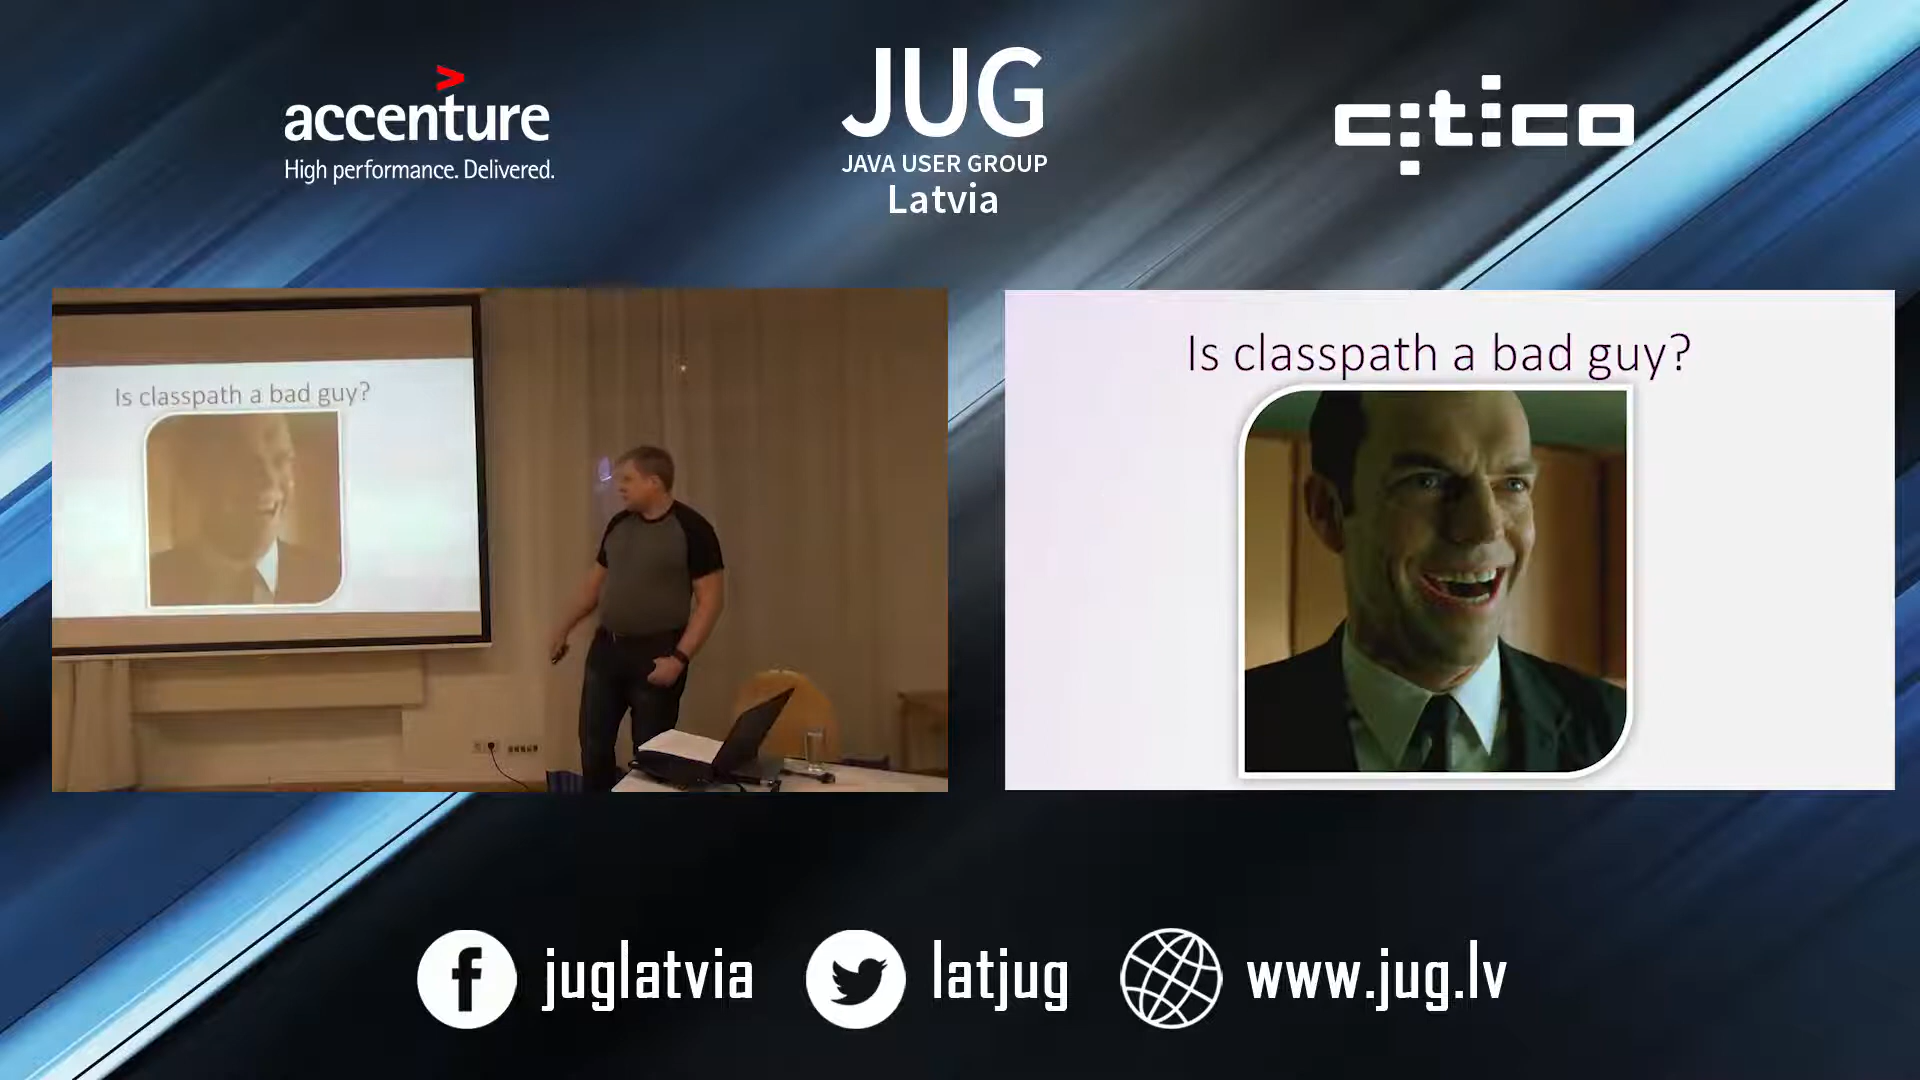 accenture
High performance. Delivered.
JUG
JAVA USER GROUP
Latvia
citico
Is classpath a bad guy?
Is classpath a bad guy?
juglatvia
latjug
www.jug.lv